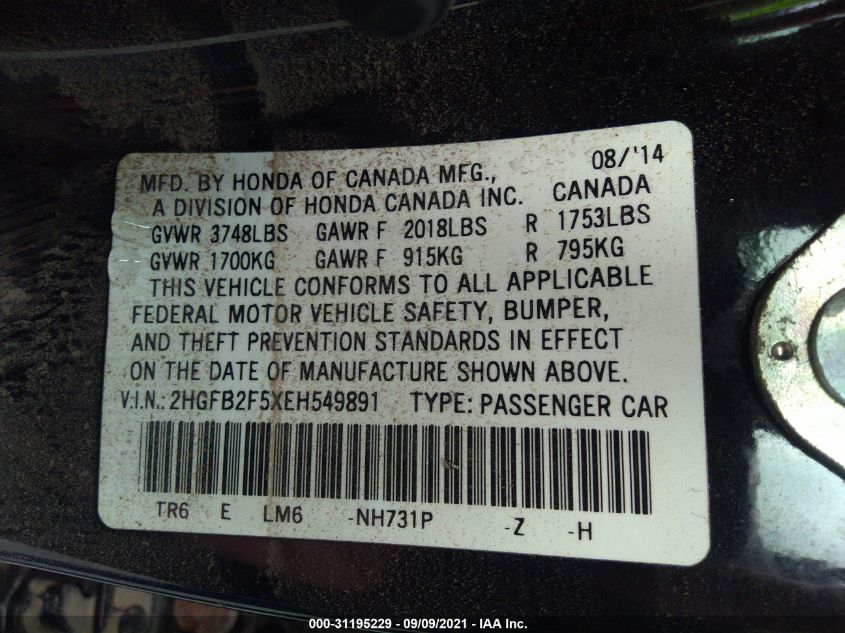 08/'14
MFD. BY HONDA OF CANADA MFG.,
A DIVISION OF HONDA CANADA INC. CANADA
GVWR 3748LBS GAWR F 2018LBS R 1753LBS
GVWR 1700KG GAWR F 915KG R 795KG
THIS VEHICLE CONFORMS TO ALL APPLICABLE
FEDERAL MOTOR VEHICLE SAFETY, BUMPER,
AND THEFT PREVENTION STANDARDS IN EFFECT
ON THE DATE OF MANUFACTURE SHOWN ABOVE.
V.I.N.: 2HGFB2F5XEH549891 TYPE: PASSENGER CAR
TR6 E LM6 -NH731P -Z -H
000-31195229 - 09/09/2021 - IAA Inc.